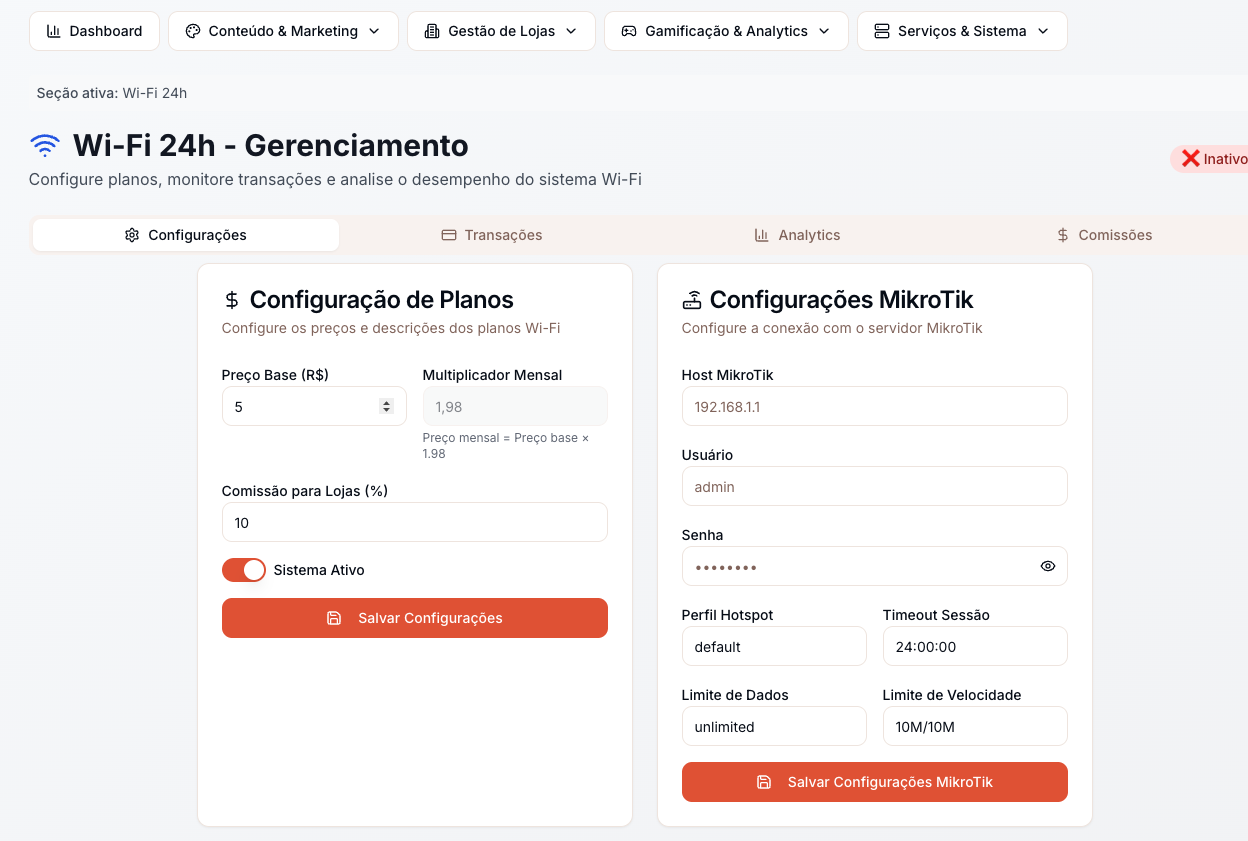 Dashboard
Conteúdo & Marketing
Gestão de Lojas
Gamificação & Analytics
Serviços & Sistema
Seção ativa: Wi-Fi 24h
Wi-Fi 24h - Gerenciamento
Configure planos, monitore transações e analise o desempenho do sistema Wi-Fi
Inativo
Configurações
Transações
Analytics
Comissões
Configuração de Planos
Configure os preços e descrições dos planos Wi-Fi
Preço Base (R$)
5
Multiplicador Mensal
1,98
Preço mensal = Preço base ×
1.98
Comissão para Lojas (%)
10
Sistema Ativo
Salvar Configurações
Configurações MikroTik
Configure a conexão com o servidor MikroTik
Host MikroTik
192.168.1.1
Usuário
admin
Senha
••••••••
Perfil Hotspot
default
Timeout Sessão
24:00:00
Limite de Dados
unlimited
Limite de Velocidade
10M/10M
Salvar Configurações MikroTik